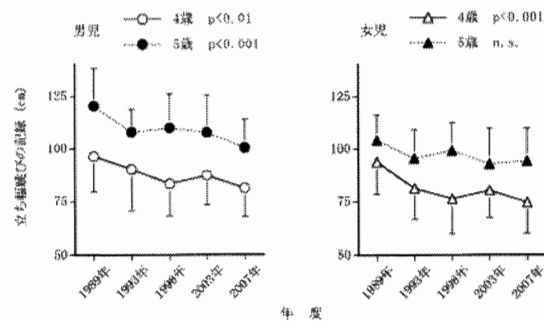 男児
4歳 p<0.01
5歳 p<0.001
女児
4歳 p<0.001
5歳 n.s.
立ち幅跳びの記録 (cm)
125
100
75
50
1989年
1993年
1998年
2003年
2007年
125
100
75
50
1989年
1993年
1998年
2003年
2007年
年 度